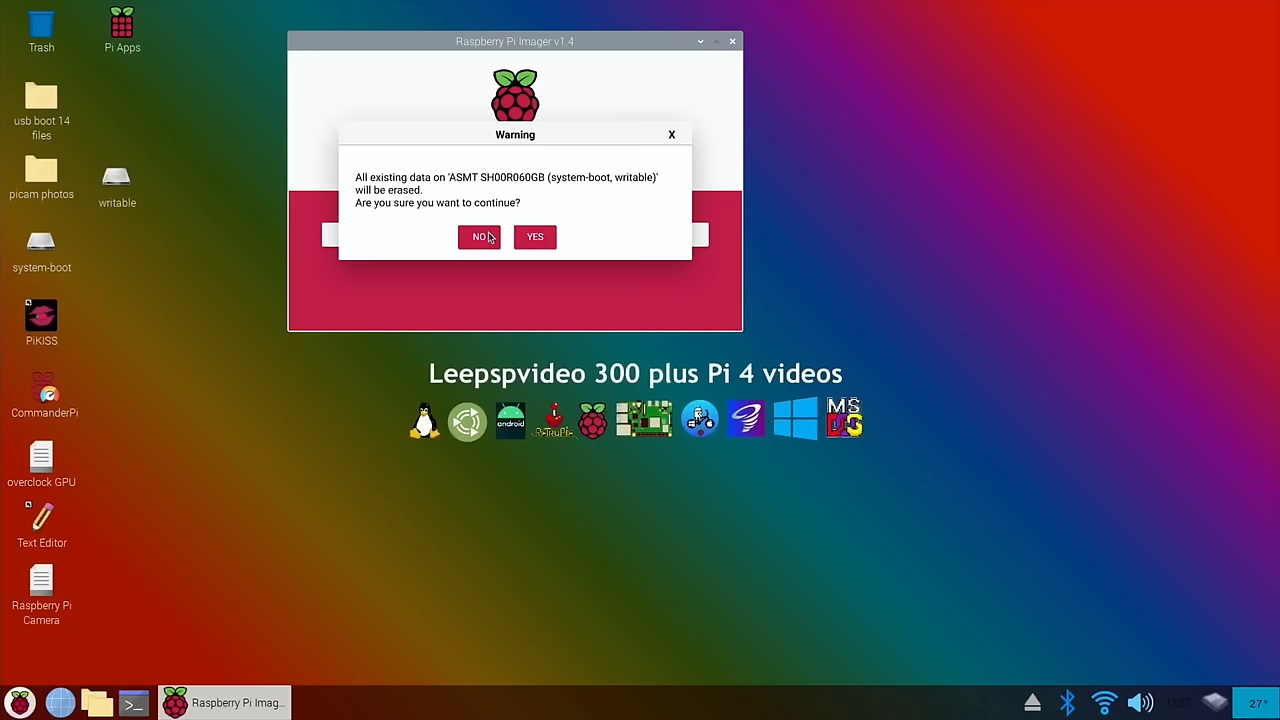 Trash
Pi Apps
usb boot 14
files
picam photos
writable
system-boot
PiKISS
CommanderPi
overclock GPU
Text Editor
Raspberry Pi
Camera
Raspberry Pi Imager v1.4
Warning
X
All existing data on 'ASMT SH00R060GB (system-boot, writable)'
will be erased.
Are you sure you want to continue?
NO
YES
Leepspvideo 300 plus Pi 4 videos
android
RetroPie
MS
Raspberry Pi Imag...
27°